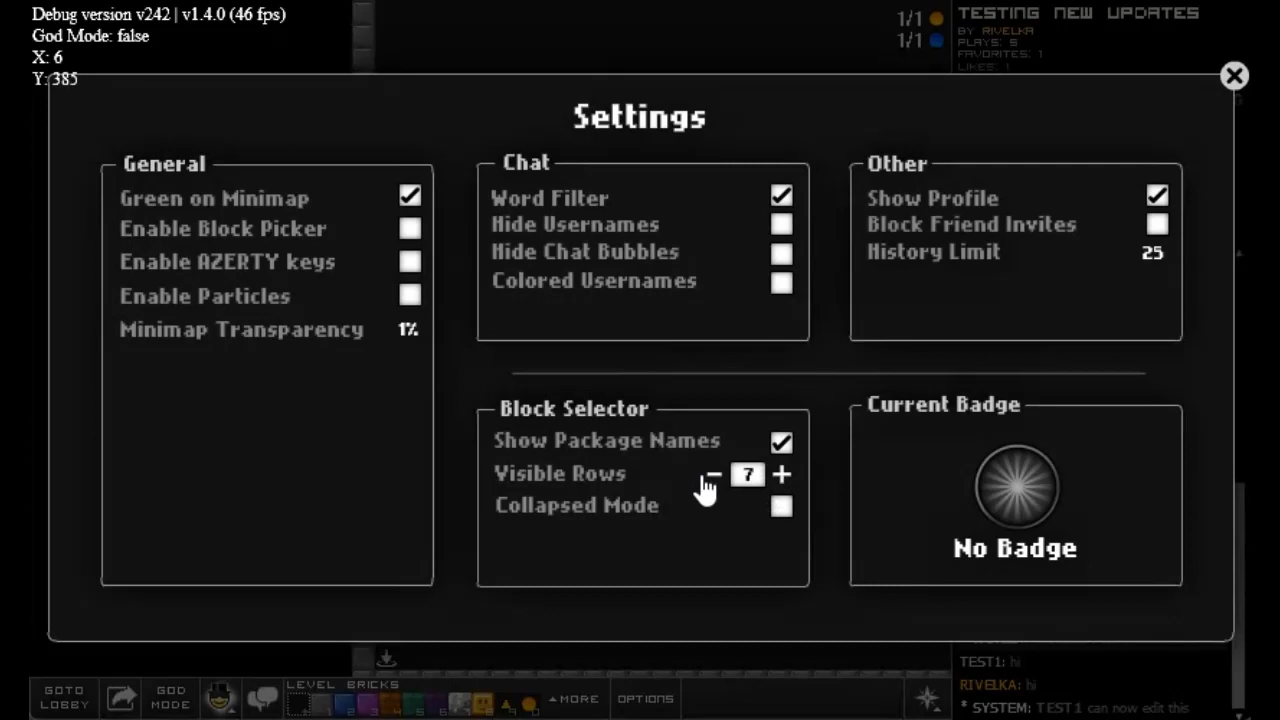 Debug version v242 | v1.4.0 (46 fps)
God Mode: false
X: 6
Y: 385
1/1
1/1
TESTING NEW UPDATES
BY RIVELKA
PLAYS: 5
FAVORITES: 1
LIKES: 1
Settings
General
Green on Minimap
Enable Block Picker
Enable AZERTY keys
Enable Particles
Minimap Transparency 1%
Chat
Word Filter
Hide Usernames
Hide Chat Bubbles
Colored Usernames
Other
Show Profile
Block Friend Invites
History Limit 25
Block Selector
Show Package Names
Visible Rows - 7 +
Collapsed Mode
Current Badge
No Badge
TEST1: hi
RIVELKA: hi
* SYSTEM: TEST1 can now edit this
GOTO
LOBBY
GOD
MODE
LEVEL BRICKS
MORE
OPTIONS